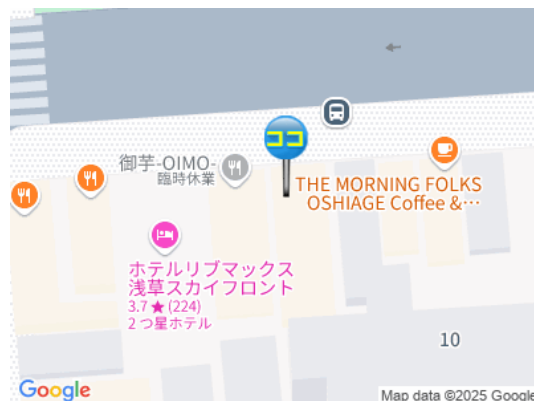 ココ
御芋-OIMO-
臨時休業
THE MORNING FOLKS
OSHIAGE Coffee &…
ホテルリブマックス
浅草スカイフロント
3.7 ★ (224)
2 つ星ホテル
10
Google
Map data ©2025 Google